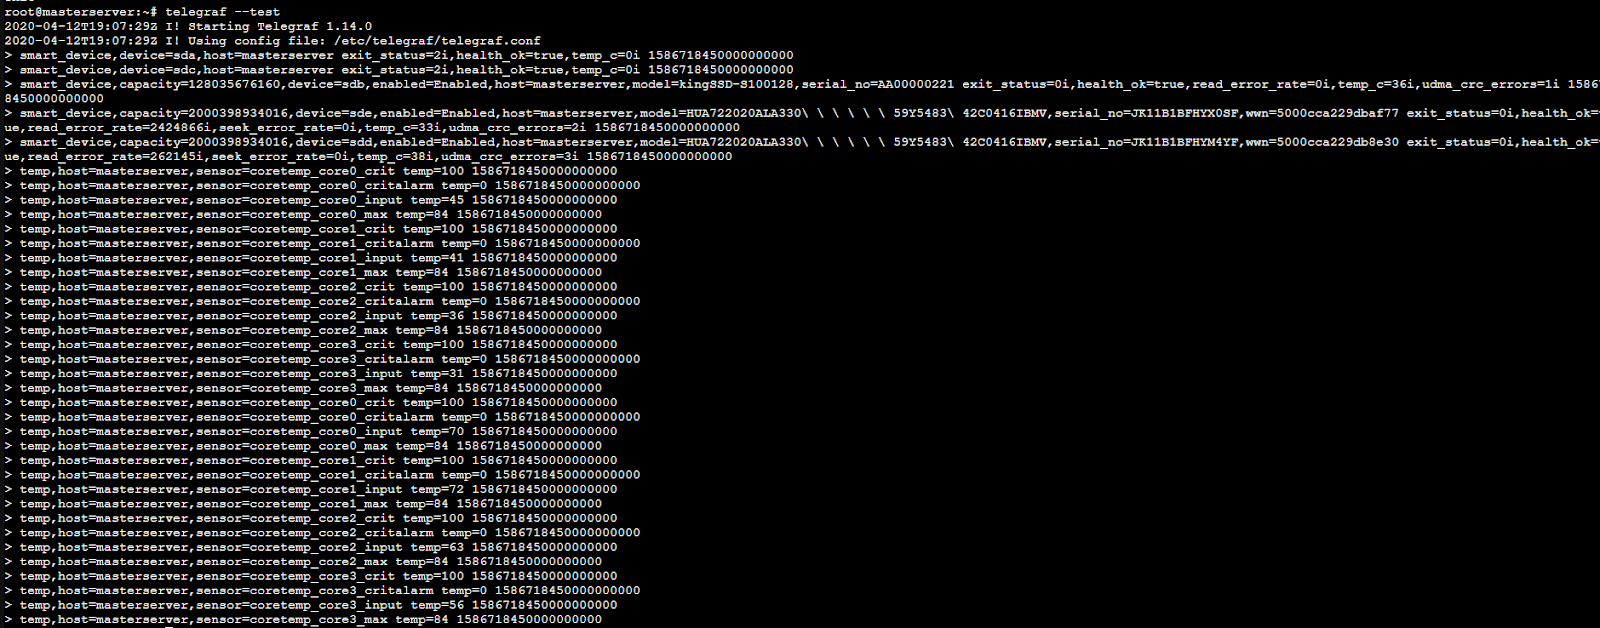 root@masterserver:~# telegraf --test
2020-04-12T19:07:29Z I! Starting Telegraf 1.14.0
2020-04-12T19:07:29Z I! Using config file: /etc/telegraf/telegraf.conf
> smart_device,device=sda,host=masterserver exit_status=2i,health_ok=true,temp_c=0i 1586718450000000000
> smart_device,device=sdc,host=masterserver exit_status=2i,health_ok=true,temp_c=0i 1586718450000000000
> smart_device,capacity=128035676160,device=sdb,enabled=Enabled,host=masterserver,model=kingSSD-S100128,serial_no=AA00000221 exit_status=0i,health_ok=true,read_error_rate=0i,temp_c=36i,udma_crc_errors=1i 15867
8450000000000
> smart_device,capacity=2000398934016,device=sde,enabled=Enabled,host=masterserver,model=HUA722020ALA330\ \ \ \ \ \ 59Y5483\ 42C0416IBMV,serial_no=JK11B1BFHYX0SF,wwn=5000cca229dbaf77 exit_status=0i,health_ok=
ue,read_error_rate=2424866i,seek_error_rate=0i,temp_c=33i,udma_crc_errors=2i 1586718450000000000
> smart_device,capacity=2000398934016,device=sdd,enabled=Enabled,host=masterserver,model=HUA722020ALA330\ \ \ \ \ \ 59Y5483\ 42C0416IBMV,serial_no=JK11B1BFHYM4YF,wwn=5000cca229db8e30 exit_status=0i,health_ok=
ue,read_error_rate=262145i,seek_error_rate=0i,temp_c=38i,udma_crc_errors=3i 1586718450000000000
> temp,host=masterserver,sensor=coretemp_core0_crit temp=100 1586718450000000000
> temp,host=masterserver,sensor=coretemp_core0_critalarm temp=0 1586718450000000000
> temp,host=masterserver,sensor=coretemp_core0_input temp=45 1586718450000000000
> temp,host=masterserver,sensor=coretemp_core0_max temp=84 1586718450000000000
> temp,host=masterserver,sensor=coretemp_core1_crit temp=100 1586718450000000000
> temp,host=masterserver,sensor=coretemp_core1_critalarm temp=0 1586718450000000000
> temp,host=masterserver,sensor=coretemp_core1_input temp=41 1586718450000000000
> temp,host=masterserver,sensor=coretemp_core1_max temp=84 1586718450000000000
> temp,host=masterserver,sensor=coretemp_core2_crit temp=100 1586718450000000000
> temp,host=masterserver,sensor=coretemp_core2_critalarm temp=0 1586718450000000000
> temp,host=masterserver,sensor=coretemp_core2_input temp=36 1586718450000000000
> temp,host=masterserver,sensor=coretemp_core2_max temp=84 1586718450000000000
> temp,host=masterserver,sensor=coretemp_core3_crit temp=100 1586718450000000000
> temp,host=masterserver,sensor=coretemp_core3_critalarm temp=0 1586718450000000000
> temp,host=masterserver,sensor=coretemp_core3_input temp=31 1586718450000000000
> temp,host=masterserver,sensor=coretemp_core3_max temp=84 1586718450000000000
> temp,host=masterserver,sensor=coretemp_core0_crit temp=100 1586718450000000000
> temp,host=masterserver,sensor=coretemp_core0_critalarm temp=0 1586718450000000000
> temp,host=masterserver,sensor=coretemp_core0_input temp=70 1586718450000000000
> temp,host=masterserver,sensor=coretemp_core0_max temp=84 1586718450000000000
> temp,host=masterserver,sensor=coretemp_core1_crit temp=100 1586718450000000000
> temp,host=masterserver,sensor=coretemp_core1_critalarm temp=0 1586718450000000000
> temp,host=masterserver,sensor=coretemp_core1_input temp=72 1586718450000000000
> temp,host=masterserver,sensor=coretemp_core1_max temp=84 1586718450000000000
> temp,host=masterserver,sensor=coretemp_core2_crit temp=100 1586718450000000000
> temp,host=masterserver,sensor=coretemp_core2_critalarm temp=0 1586718450000000000
> temp,host=masterserver,sensor=coretemp_core2_input temp=63 1586718450000000000
> temp,host=masterserver,sensor=coretemp_core2_max temp=84 1586718450000000000
> temp,host=masterserver,sensor=coretemp_core3_crit temp=100 1586718450000000000
> temp,host=masterserver,sensor=coretemp_core3_critalarm temp=0 1586718450000000000
> temp,host=masterserver,sensor=coretemp_core3_input temp=56 1586718450000000000
> temp,host=masterserver,sensor=coretemp_core3_max temp=84 1586718450000000000